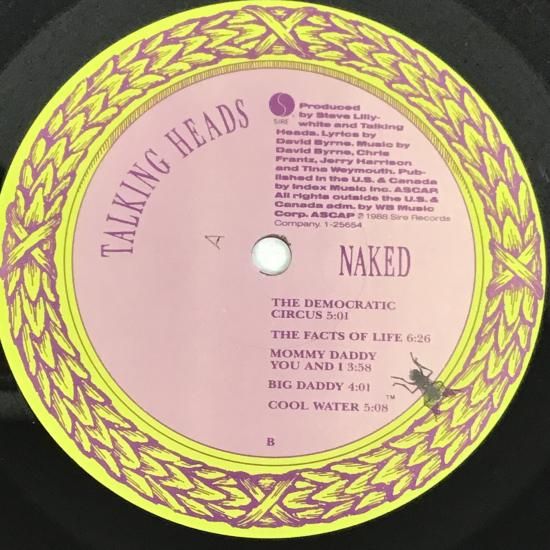 TALKING HEADS
SIRE
Produced
by Steve Lilly-
white and Talking
Heads. Lyrics by
David Byrne. Music by
David Byrne, Chris
Frantz, Jerry Harrison
and Tina Weymouth. Pub-
lished in the U.S. & Canada
by Index Music Inc. ASCAP.
All rights outside the U.S. &
Canada adm. by WB Music
Corp. ASCAP ℗ 1988 Sire Records
Company. 1-25654
A
NAKED
THE DEMOCRATIC
CIRCUS 5:01
THE FACTS OF LIFE 6:26
MOMMY DADDY
YOU AND I 3:58
BIG DADDY 4:01
COOL WATER 5:08
™
B